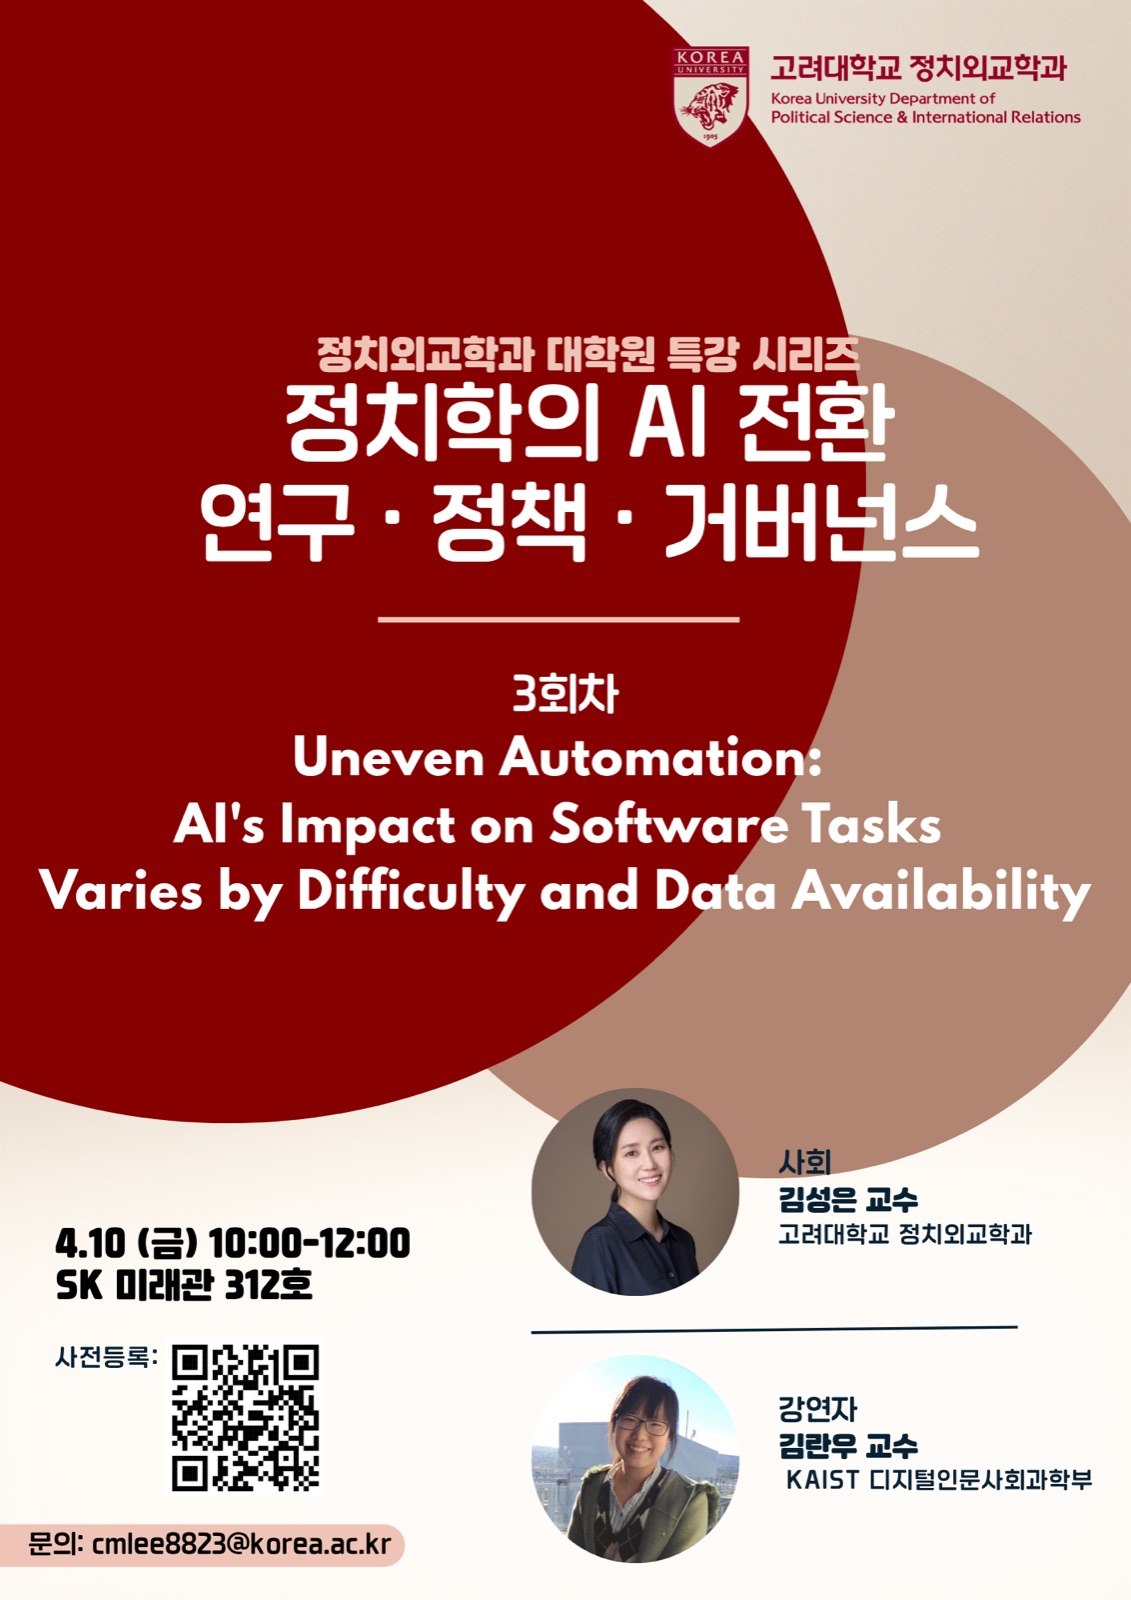 KOREA
UNIVERSITY
1905
고려대학교 정치외교학과
Korea University Department of
Political Science & International Relations
정치외교학과 대학원 특강 시리즈
정치학의 AI 전환
연구 · 정책 · 거버넌스
3회차
Uneven Automation:
AI's Impact on Software Tasks
Varies by Difficulty and Data Availability
사회
김성은 교수
고려대학교 정치외교학과
4.10 (금) 10:00-12:00
SK 미래관 312호
사전등록:
강연자
김란우 교수
KAIST 디지털인문사회과학부
문의: cmlee8823@korea.ac.kr